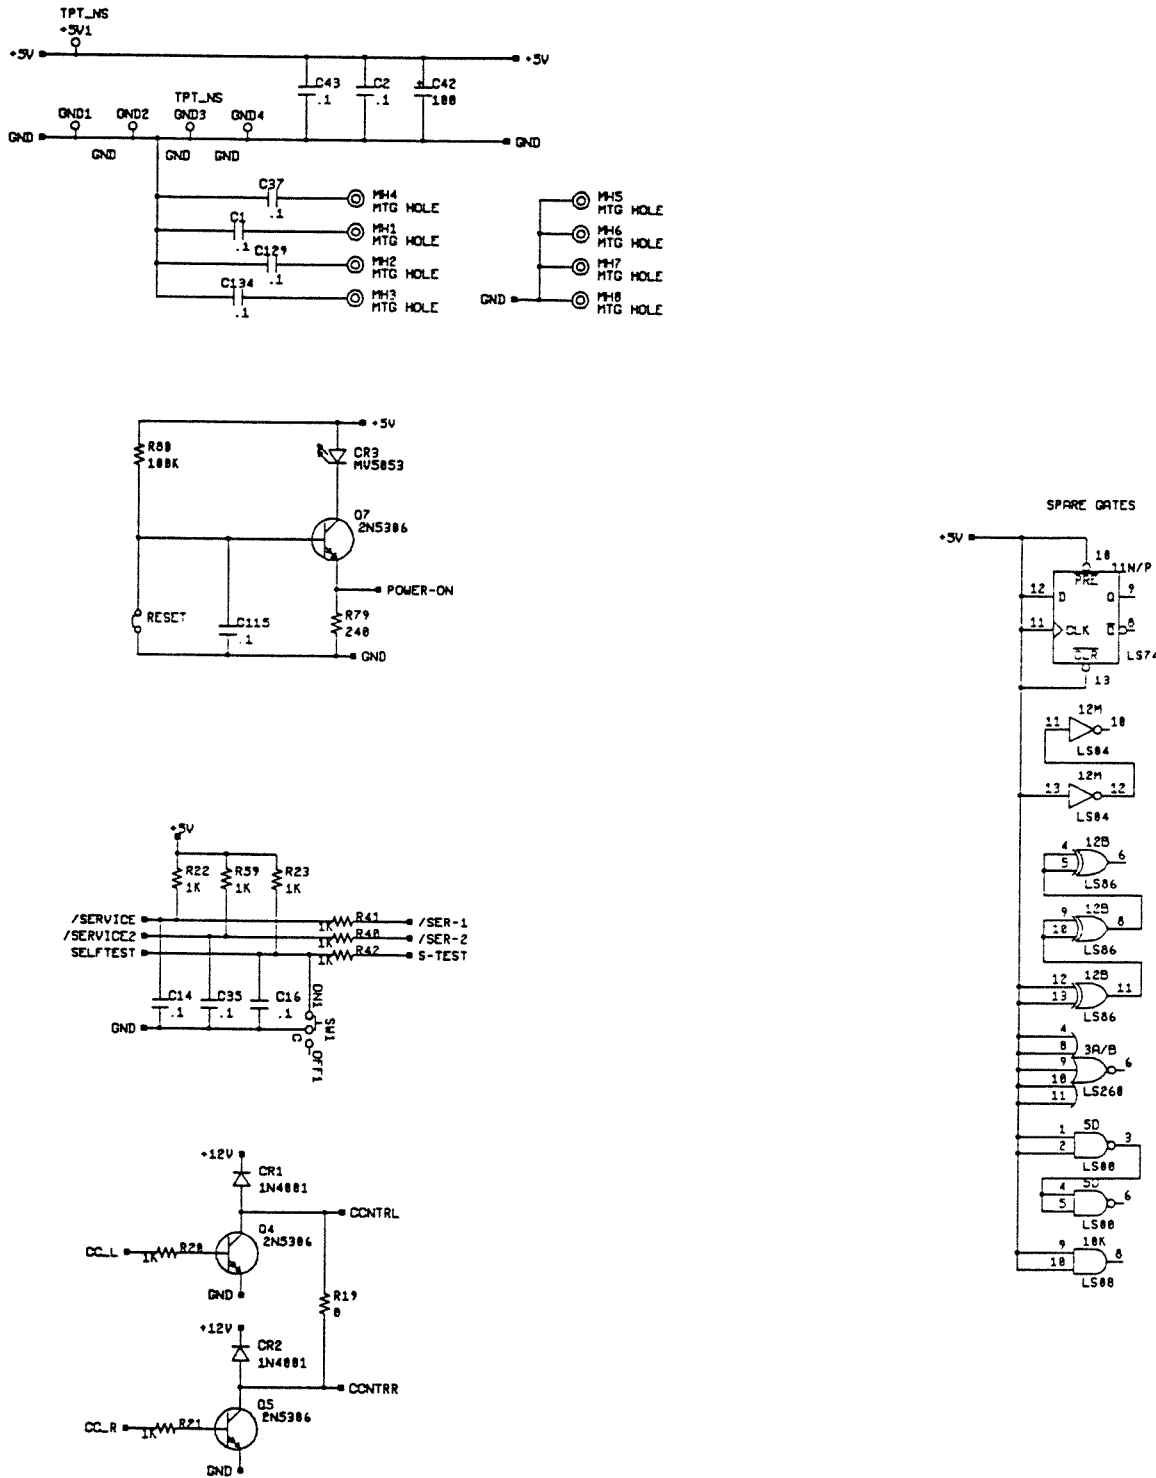 TPT_NS
+5V1
+5V
+5V
C43
.1
C2
.1
+
C42
100
TPT_NS
GND1
GND2
GND3
GND4
GND
GND
GND
GND
GND
C37
.1
MH4
MTG HOLE
C1
.1
MH1
MTG HOLE
C129
.1
MH2
MTG HOLE
C134
.1
MH3
MTG HOLE
MH5
MTG HOLE
MH6
MTG HOLE
MH7
MTG HOLE
GND
MH8
MTG HOLE
+5V
R80
100K
CR3
MV5053
Q7
2N5306
POWER-ON
RESET
C115
.1
R79
240
GND
SPARE GATES
+5V
10
11N/P
PRE
12
D
Q
9
11
CLK
Q
8
CLR
LS74
13
12M
11
10
LS04
12M
13
12
LS04
4
5
12B
6
LS86
9
10
12B
8
LS86
12
13
12B
11
LS86
4
8
9
10
11
3A/B
6
LS260
1
2
5D
3
LS00
4
5
5D
6
LS00
9
10
10K
8
LS08
+5V
R22
1K
R59
1K
R23
1K
/SERVICE
1K
R41
/SER-1
/SERVICE2
1K
R40
/SER-2
SELFTEST
1K
R42
S-TEST
C14
.1
C35
.1
C16
.1
ON1
SW1
C
OFF1
GND
+12V
CR1
1N4001
CCNTRL
Q4
2N5306
CC_L
1K
R20
GND
R19
0
+12V
CR2
1N4001
CCNTRR
Q5
2N5306
CC_R
1K
R21
GND